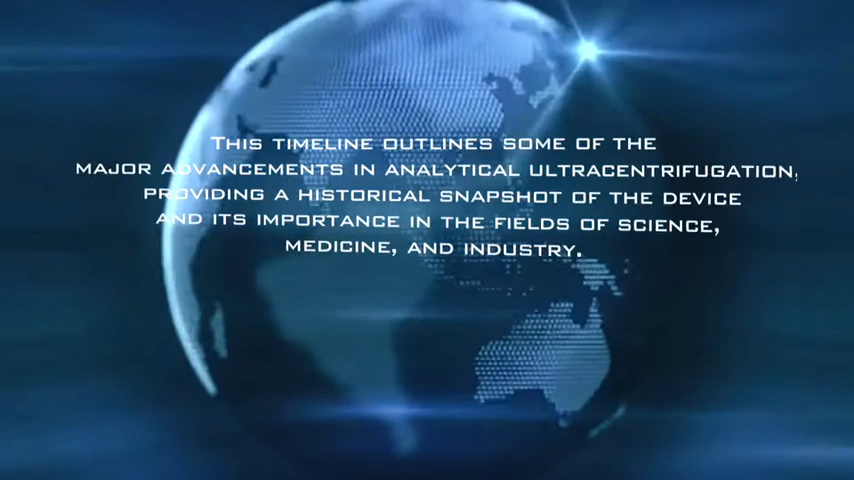 This timeline outlines some of the
major advancements in analytical ultracentrifugation,
providing a historical snapshot of the device
and its importance in the fields of science,
medicine, and industry.